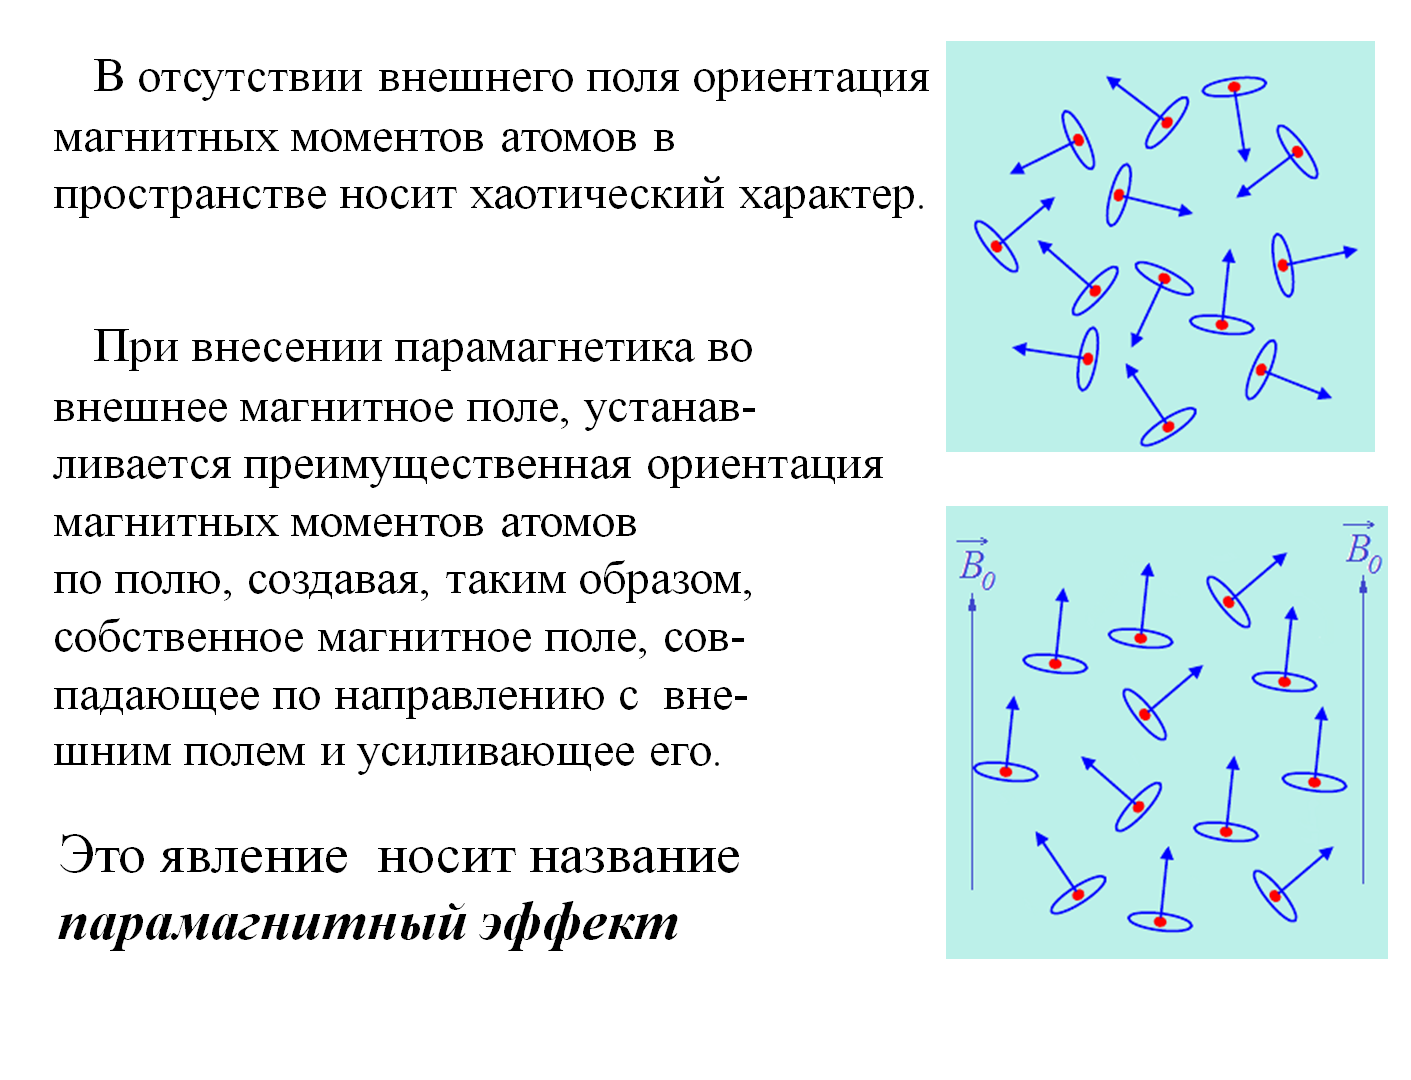 В отсутствии внешнего поля ориентация
магнитных моментов атомов в
пространстве носит хаотический характер.
При внесении парамагнетика во
внешнее магнитное поле, устанав-
ливается преимущественная ориентация
магнитных моментов атомов
по полю, создавая, таким образом,
собственное магнитное поле, сов-
падающее по направлению с  вне-
шним полем и усиливающее его.
Это явление  носит название
парамагнитный эффект
B₀
B₀